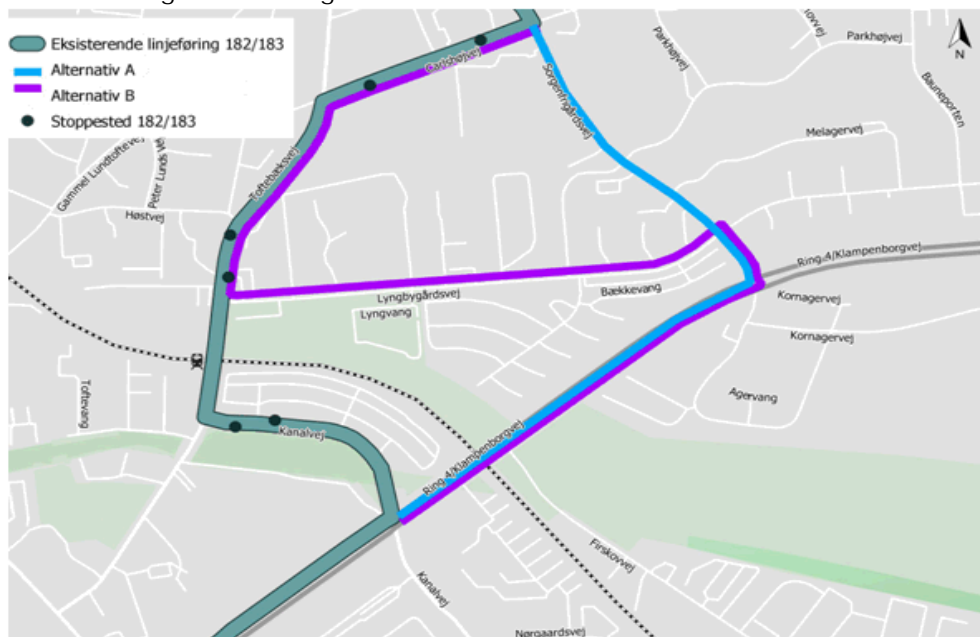 Eksisterende linjeføring 182/183
Alternativ A
Alternativ B
Stoppested 182/183
N
Carlshøjvej
Sorgenfrigårdsvej
Parkhøjvej
Parkhøjvej
Bauneporten
Melagervej
Gammel Lundtoftevej
Peter Lunds Vej
Høstvej
Toftebæksvej
Ring 4/Klampenborgvej
Bækkevang
Kornagervej
Kornagervej
Lyngbygårdsvej
Lyngvang
Agervang
Toftevang
Kanalvej
Ring 4/Klampenborgvej
Firskovvej
Kanalvej
Nørgaardsvej